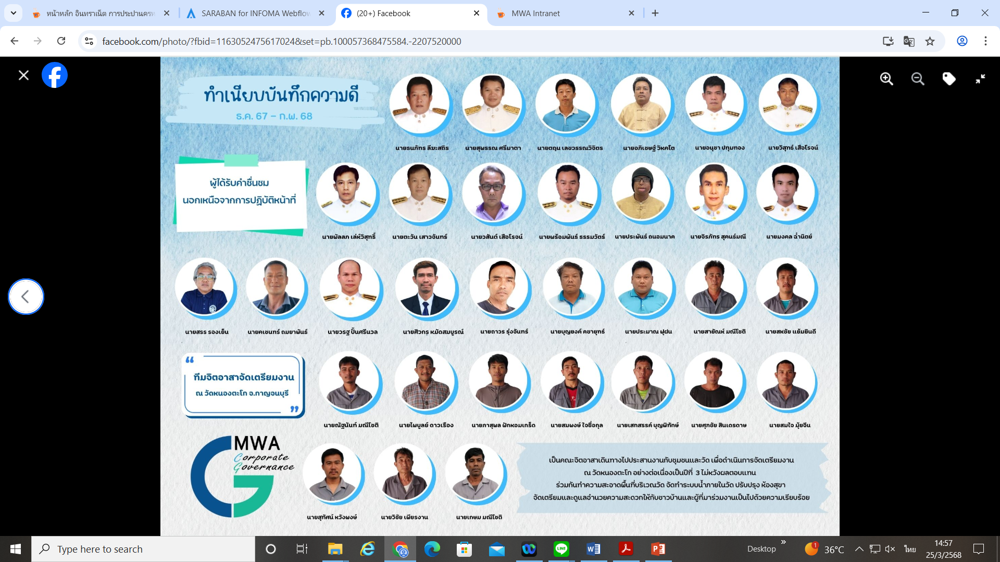 หน้าหลัก อินทราเน็ต การประปานครห
SARABAN for INFOMA Webflow
(20+) Facebook
MWA Intranet
facebook.com/photo/?fbid=1163052475617024&set=pb.100057368475584.-2207520000
ทำเนียบบันทึกความดี
ธ.ค. 67 – ก.พ. 68
นายธนภัทร ลีฆะสถิร
นายสุพรรณ ศรีมาตา
นายตฤณ เลขวรรณวิจิตร
นายอภิเชษฐ์ วิหคโต
นายอนุชา ปทุมทอง
นายวิสุทธ์ เสือโรจน์
ผู้ได้รับคำชื่นชม
นอกเหนือจากการปฏิบัติหน้าที่
นายพัลลภ เล่ห์วิสุทธิ์
นายตะวัน เสาวจันทร์
นายวสันต์ เสือโรจน์
นายพร้อมพันธ์ ธรรมวัตร์
นายประพันธ์ ถนอมนาค
นายจิรภัทร สุคนธ์มณี
นายมงคล ฉ่ำนิตย์
นายสรร รองเย็น
นายคเชนทร์ ถมยาพันธ์
นายวรรฐ ปั้นศรีนวล
นายศิวกร หมัดสมบูรณ์
นายถาวร รุ่งจันทร์
นายบุญยงค์ คชายุทธ์
นายประมาณ ฟุฝน
นายสายัณห์ มณีโชติ
นายสหชัย แย้มยินดี
ทีมจิตอาสาจัดเตรียมงาน
ณ วัดหนองตะโก จ.กาญจนบุรี
นายณัฐนันท์ มณีโชติ
นายไพบูลย์ ดาวเรือง
นายภาสุพล ฟักหอมเกร็ด
นายสมพงษ์ ใจซื่อกุล
นายเสกสรรค์ บุญพิทักษ์
นายศุภชัย สินเดรดาษ
นายสมใจ มุ้ยจีน
MWA
Corporate
Governance
นายสุทัศน์ หวังพงษ์
นายวิชัย เพียรงาน
นายเกษม มณีโชติ
เป็นคณะจิตอาสาเดินทางไปประสานงานกับชุมชนและวัด เพื่อดำเนินการจัดเตรียมงาน
ณ วัดหนองตะโก อย่างต่อเนื่องเป็นปีที่ 3 ไม่หวังผลตอบแทน
ร่วมกันทำความสะอาดพื้นที่บริเวณวัด จัดทำระบบน้ำภายในวัด ปรับปรุง ห้องสุขา
จัดเตรียมและดูแลอำนวยความสะดวกให้กับชาวบ้านและผู้ที่มาร่วมงานเป็นไปด้วยความเรียบร้อย
Type here to search
Desktop
1
36°C
ไทย
14:57
25/3/2568